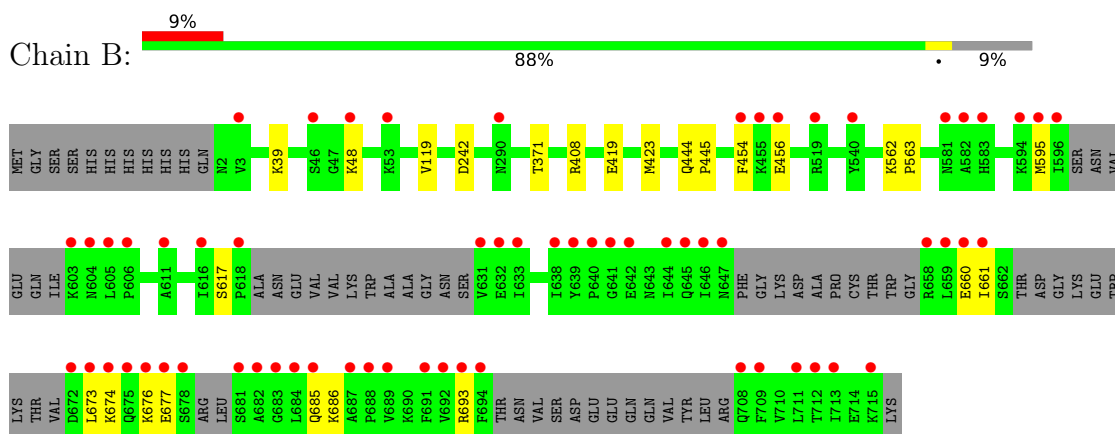 9%
Chain B:
88% • 9%
MET GLY SER SER HIS HIS HIS HIS HIS HIS GLN N2 V3 K39 S46 G47 K48 K53 V119 D242 N290 T371 R408 E419 M423 Q444 P445 F454 K455 E456 R519 Y540 K562 P563 N581 A582 H583 K594 M595 I596 SER ASN VAL
GLU GLN ILE K603 N604 L605 P606 A611 I616 S617 P618 ALA ASN GLU VAL VAL LYS TRP ALA ALA GLY ASN SER V631 E632 I633 I638 Y639 P640 G641 E642 N643 I644 Q645 I646 N647 PHE GLY LYS ASP ALA PRO CYS THR TRP GLY R658 L659 E660 I661 S662 THR ASP GLY LYS GLU TRP
LYS THR VAL D672 L673 K674 Q675 K676 E677 S678 ARG LEU S681 A682 G683 L684 Q685 K686 A687 P688 V689 K690 F691 V692 R693 F694 THR ASN VAL SER ASP GLU GLU GLN GLN VAL TYR LEU ARG Q708 F709 V710 L711 T712 I713 E714 K715 LYS